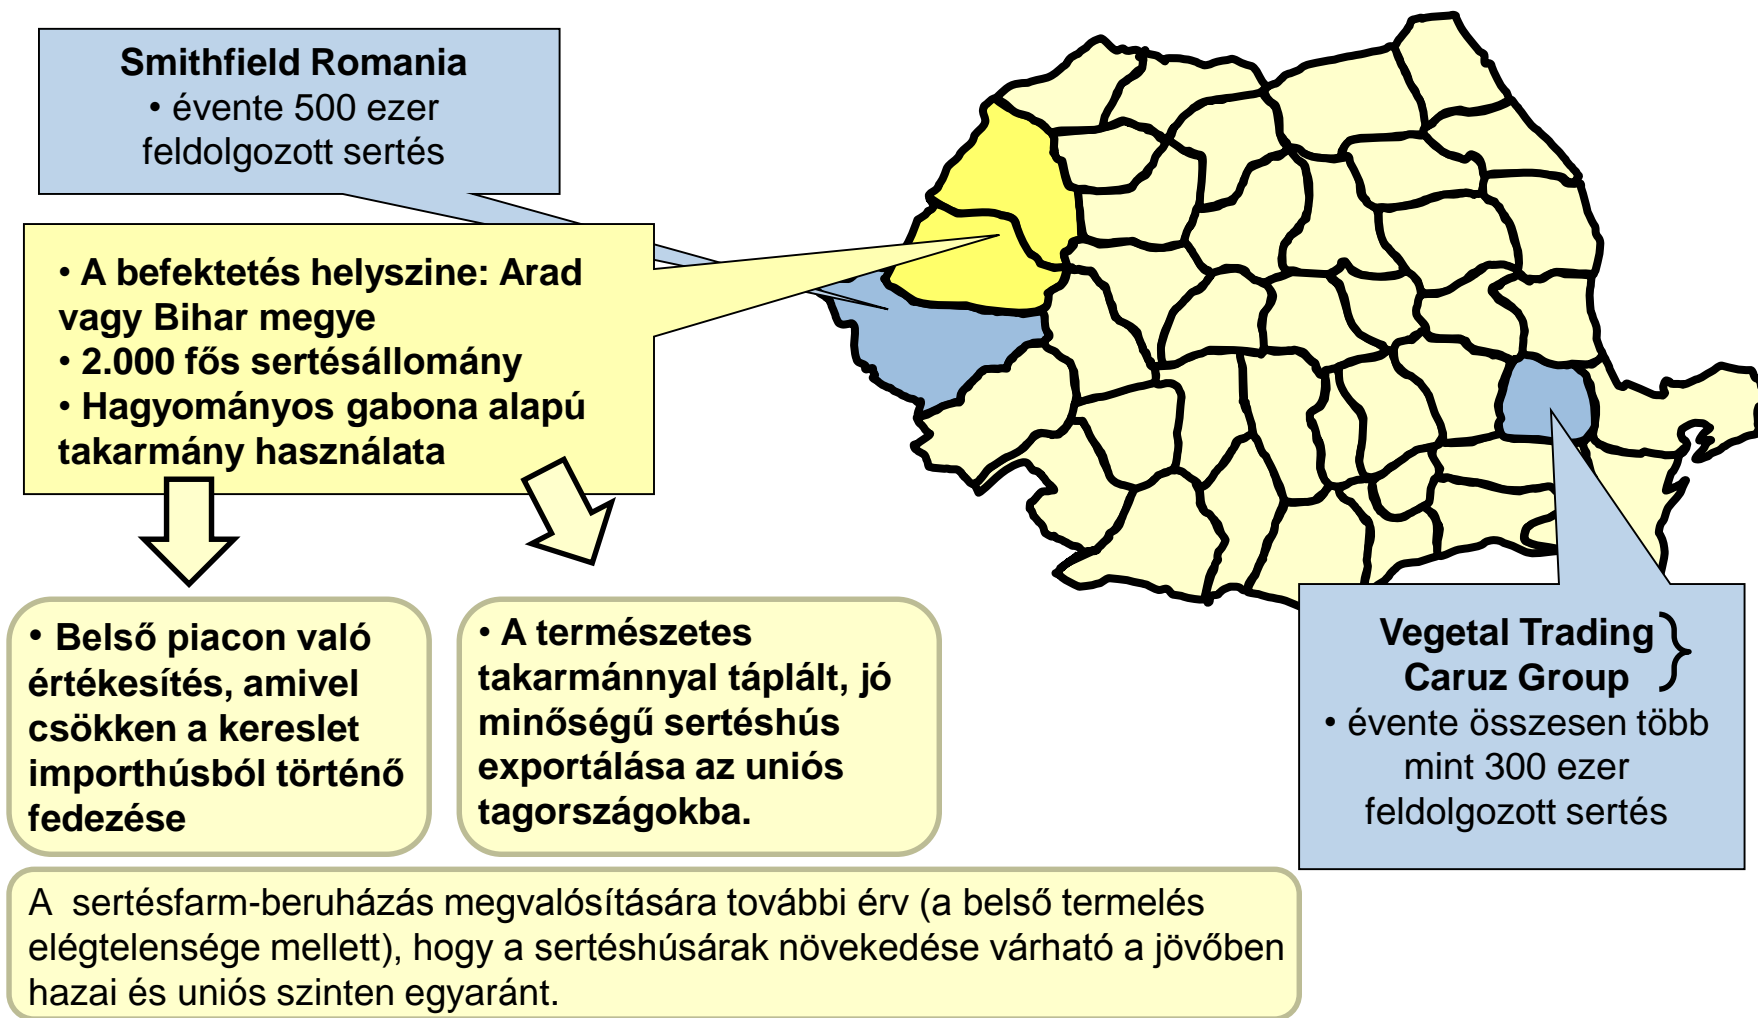 Smithfield Romania
• évente 500 ezer
feldolgozott sertés
• A befektetés helyszine: Arad
vagy Bihar megye
• 2.000 fős sertésállomány
• Hagyományos gabona alapú
takarmány használata
• Belső piacon való
értékesítés, amivel
csökken a kereslet
importhúsból történő
fedezése
• A természetes
takarmánnyal táplált, jó
minőségű sertéshús
exportálása az uniós
tagországokba.
Vegetal Trading
Caruz Group
• évente összesen több
mint 300 ezer
feldolgozott sertés
A sertésfarm-beruházás megvalósítására további érv (a belső termelés
elégtelensége mellett), hogy a sertéshúsárak növekedése várható a jövőben
hazai és uniós szinten egyaránt.